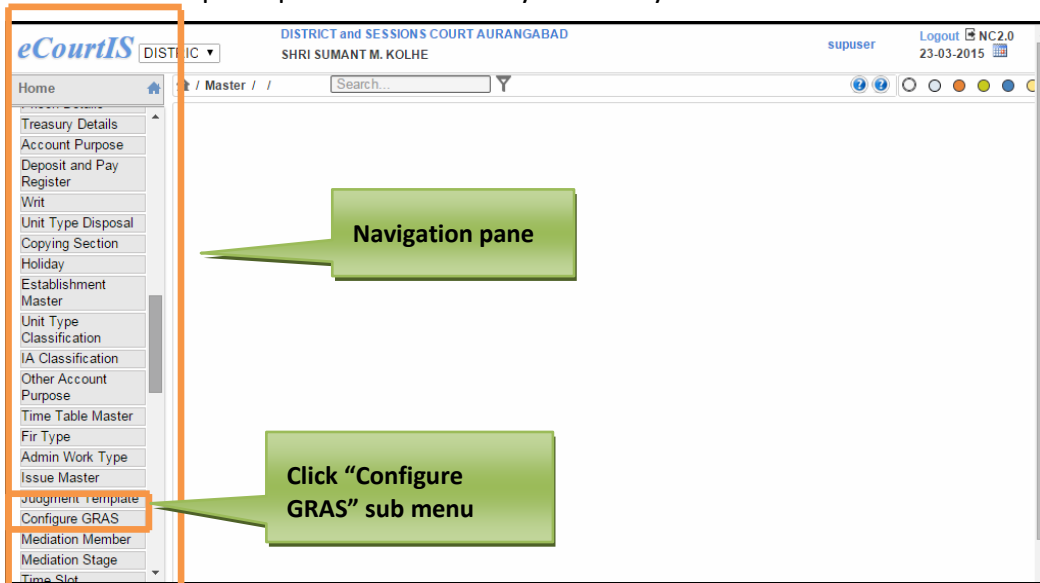 eCourtIS DISTRIC
DISTRICT and SESSIONS COURT AURANGABAD
SHRI SUMANT M. KOLHE
supuser
Logout NC2.0
23-03-2015
Home
/ Master / /
Search...
Treasury Details
Account Purpose
Deposit and Pay
Register
Writ
Unit Type Disposal
Copying Section
Holiday
Establishment
Master
Unit Type
Classification
IA Classification
Other Account
Purpose
Time Table Master
Fir Type
Admin Work Type
Issue Master
Judgment Template
Configure GRAS
Mediation Member
Mediation Stage
Time Slot
Navigation pane
Click “Configure
GRAS” sub menu